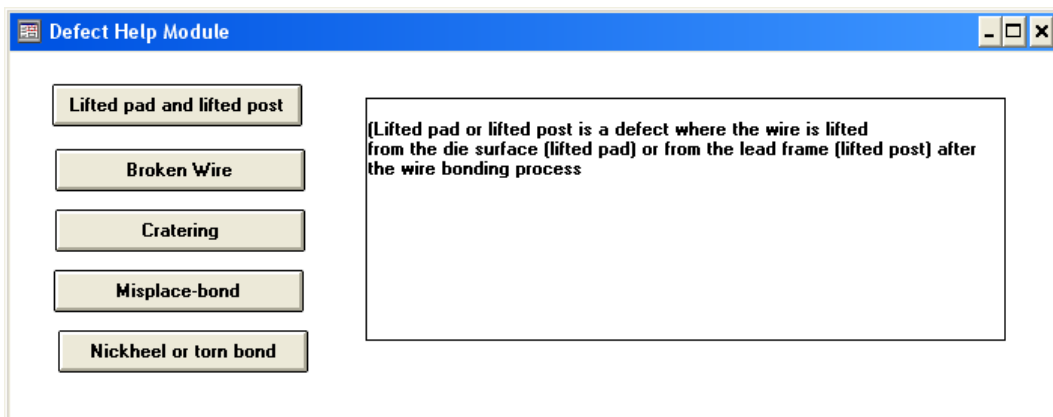 Defect Help Module
Lifted pad and lifted post
Broken Wire
Cratering
Misplace-bond
Nickheel or torn bond
(Lifted pad or lifted post is a defect where the wire is lifted
from the die surface (lifted pad) or from the lead frame (lifted post) after
the wire bonding process